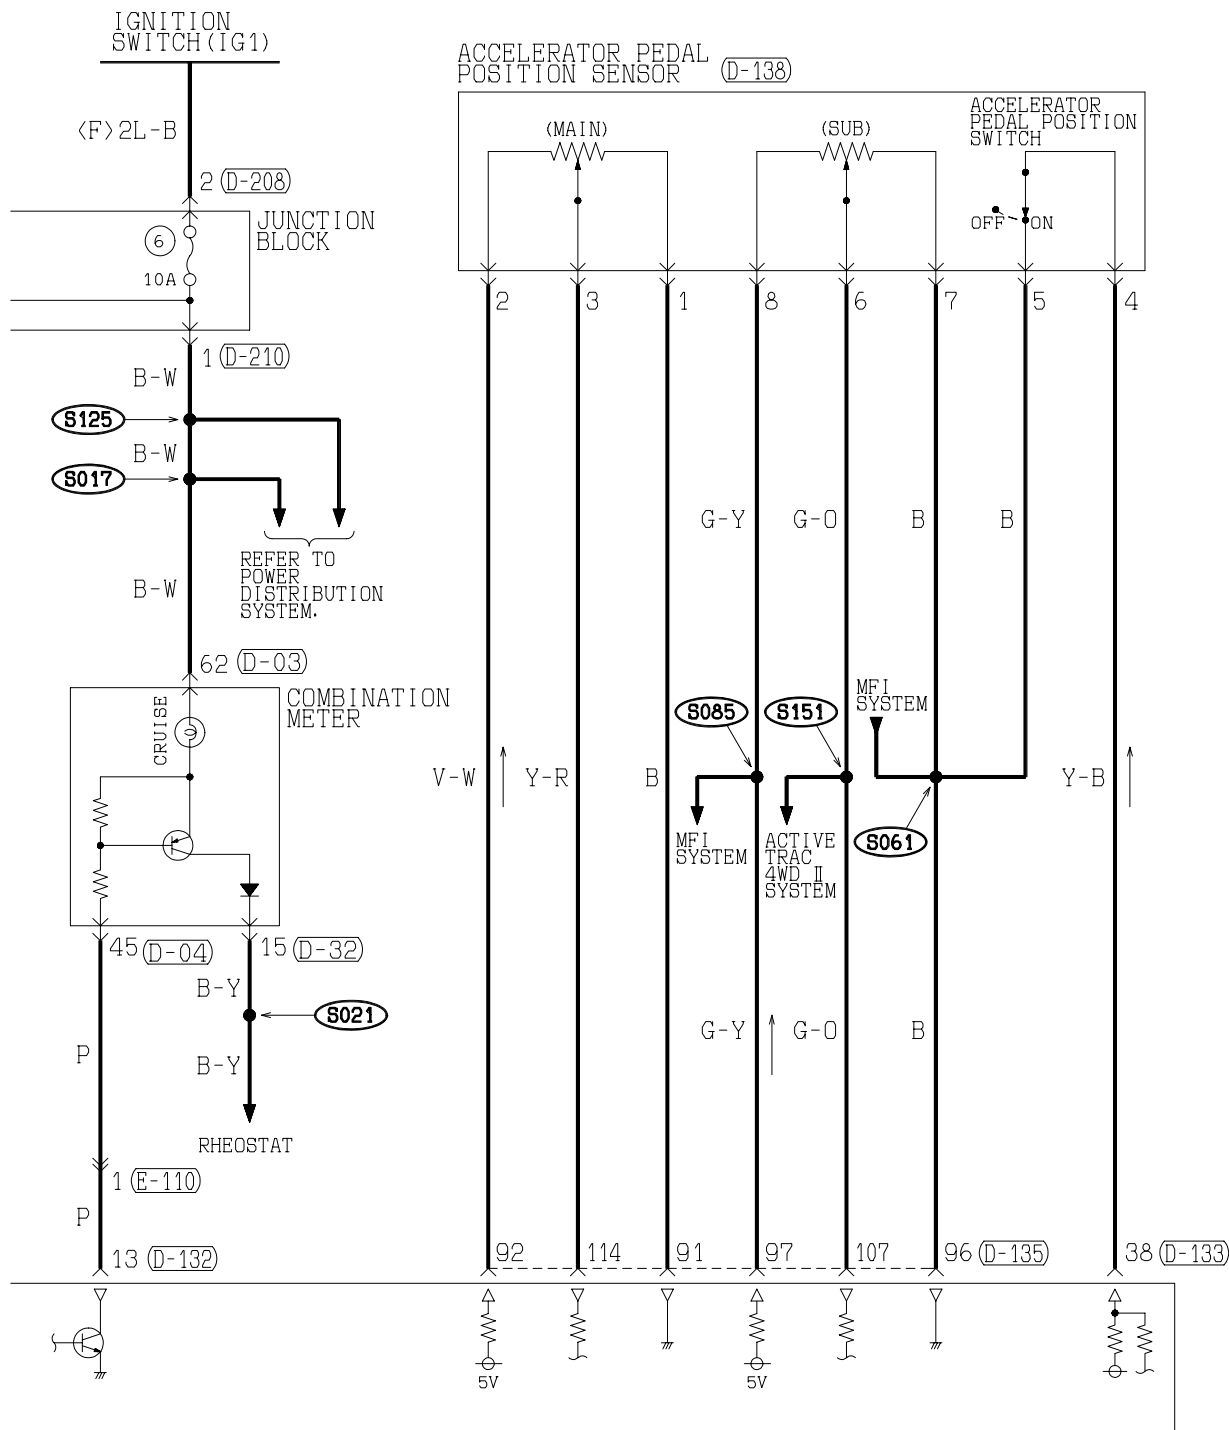 IGNITION
SWITCH(IG1)
<F>2L-B
2 (D-208)
JUNCTION
BLOCK
6
10A
1 (D-210)
B-W
S125
B-W
S017
REFER TO
POWER
DISTRIBUTION
SYSTEM.
B-W
62 (D-03)
COMBINATION
METER
CRUISE
45 (D-04)
15 (D-32)
B-Y
S021
P
B-Y
RHEOSTAT
1 (E-110)
P
13 (D-132)
ACCELERATOR PEDAL
POSITION SENSOR (D-138)
(MAIN)
(SUB)
ACCELERATOR
PEDAL POSITION
SWITCH
OFF ON
2 3 1 8 6 7 5 4
G-Y G-O B B
S085 S151
MFI
SYSTEM
V-W Y-R B Y-B
MFI
SYSTEM
ACTIVE
TRAC
4WD II
SYSTEM
S061
G-Y G-O B
92 114 91 97 107 96 (D-135) 38 (D-133)
5V 5V